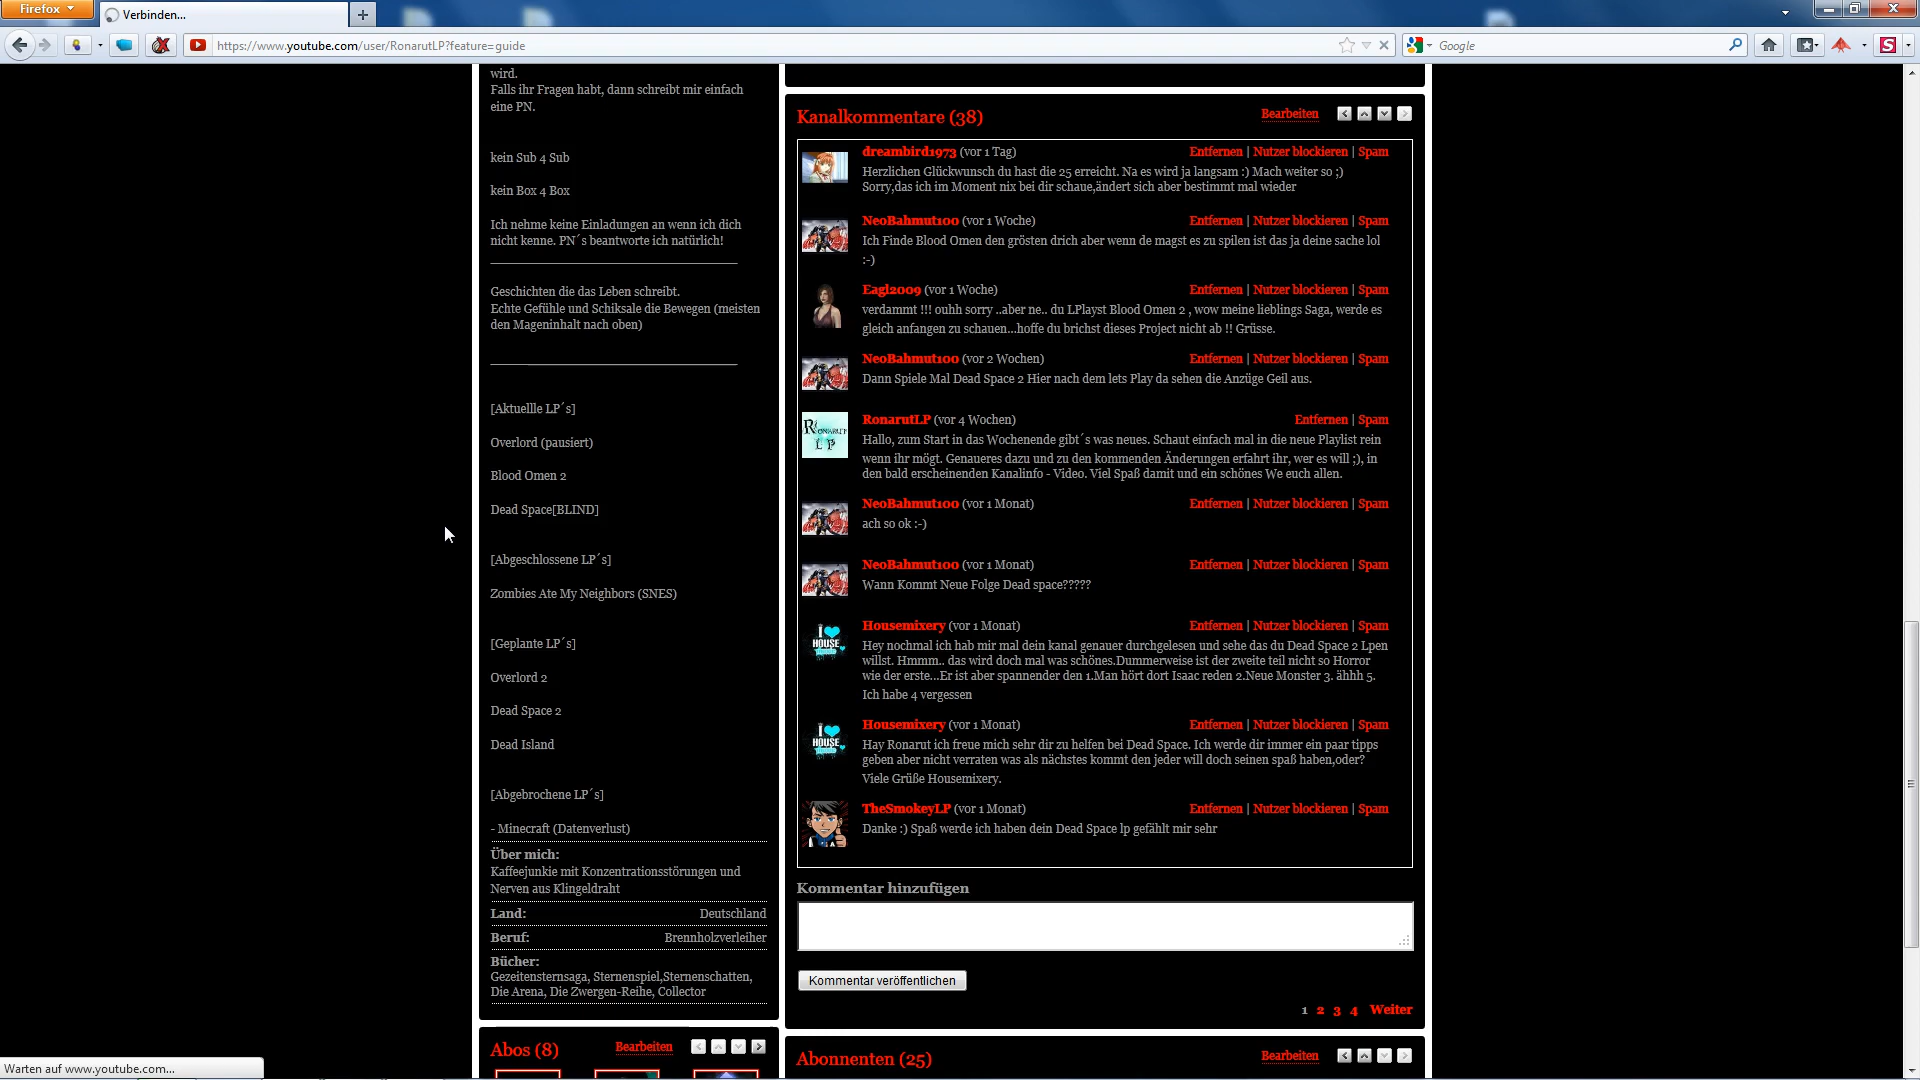 Firefox
Verbinden...
https://www.youtube.com/user/RonarutLP?feature=guide
Google
wird.
Falls ihr Fragen habt, dann schreibt mir einfach
eine PN.
kein Sub 4 Sub
kein Box 4 Box
Ich nehme keine Einladungen an wenn ich dich
nicht kenne. PN´s beantworte ich natürlich!
Geschichten die das Leben schreibt.
Echte Gefühle und Schiksale die Bewegen (meisten
den Mageninhalt nach oben)
[Aktuellle LP´s]
Overlord (pausiert)
Blood Omen 2
Dead Space[BLIND]
[Abgeschlossene LP´s]
Zombies Ate My Neighbors (SNES)
[Geplante LP´s]
Overlord 2
Dead Space 2
Dead Island
[Abgebrochene LP´s]
- Minecraft (Datenverlust)
Über mich:
Kaffeejunkie mit Konzentrationsstörungen und
Nerven aus Klingeldraht
Land: Deutschland
Beruf: Brennholzverleiher
Bücher:
Gezeitensternsaga, Sternenspiel,Sternenschatten,
Die Arena, Die Zwergen-Reihe, Collector
Abos (8) Bearbeiten
Kanalkommentare (38) Bearbeiten
dreambird1973 (vor 1 Tag) Entfernen | Nutzer blockieren | Spam
Herzlichen Glückwunsch du hast die 25 erreicht. Na es wird ja langsam :) Mach weiter so ;)
Sorry,das ich im Moment nix bei dir schaue,ändert sich aber bestimmt mal wieder
NeoBahmut100 (vor 1 Woche) Entfernen | Nutzer blockieren | Spam
Ich Finde Blood Omen den grösten drich aber wenn de magst es zu spilen ist das ja deine sache lol
:-)
Eagl2009 (vor 1 Woche) Entfernen | Nutzer blockieren | Spam
verdammt !!! ouhh sorry ..aber ne.. du LPlayst Blood Omen 2 , wow meine lieblings Saga, werde es
gleich anfangen zu schauen...hoffe du brichst dieses Project nicht ab !! Grüsse.
NeoBahmut100 (vor 2 Wochen) Entfernen | Nutzer blockieren | Spam
Dann Spiele Mal Dead Space 2 Hier nach dem lets Play da sehen die Anzüge Geil aus.
RONARUT
LP
RonarutLP (vor 4 Wochen) Entfernen | Spam
Hallo, zum Start in das Wochenende gibt´s was neues. Schaut einfach mal in die neue Playlist rein
wenn ihr mögt. Genaueres dazu und zu den kommenden Änderungen erfahrt ihr, wer es will ;), in
den bald erscheinenden Kanalinfo - Video. Viel Spaß damit und ein schönes We euch allen.
NeoBahmut100 (vor 1 Monat) Entfernen | Nutzer blockieren | Spam
ach so ok :-)
NeoBahmut100 (vor 1 Monat) Entfernen | Nutzer blockieren | Spam
Wann Kommt Neue Folge Dead space?????
I
HOUSE
Housemixery (vor 1 Monat) Entfernen | Nutzer blockieren | Spam
Hey nochmal ich hab mir mal dein kanal genauer durchgelesen und sehe das du Dead Space 2 Lpen
willst. Hmmm.. das wird doch mal was schönes.Dummerweise ist der zweite teil nicht so Horror
wie der erste...Er ist aber spannender den 1.Man hört dort Isaac reden 2.Neue Monster 3. ähhh 5.
Ich habe 4 vergessen
I
HOUSE
Housemixery (vor 1 Monat) Entfernen | Nutzer blockieren | Spam
Hay Ronarut ich freue mich sehr dir zu helfen bei Dead Space. Ich werde dir immer ein paar tipps
geben aber nicht verraten was als nächstes kommt den jeder will doch seinen spaß haben,oder?
Viele Grüße Housemixery.
TheSmokeyLP (vor 1 Monat) Entfernen | Nutzer blockieren | Spam
Danke :) Spaß werde ich haben dein Dead Space lp gefählt mir sehr
Kommentar hinzufügen
Kommentar veröffentlichen
1 2 3 4 Weiter
Abonnenten (25) Bearbeiten
Warten auf www.youtube.com...